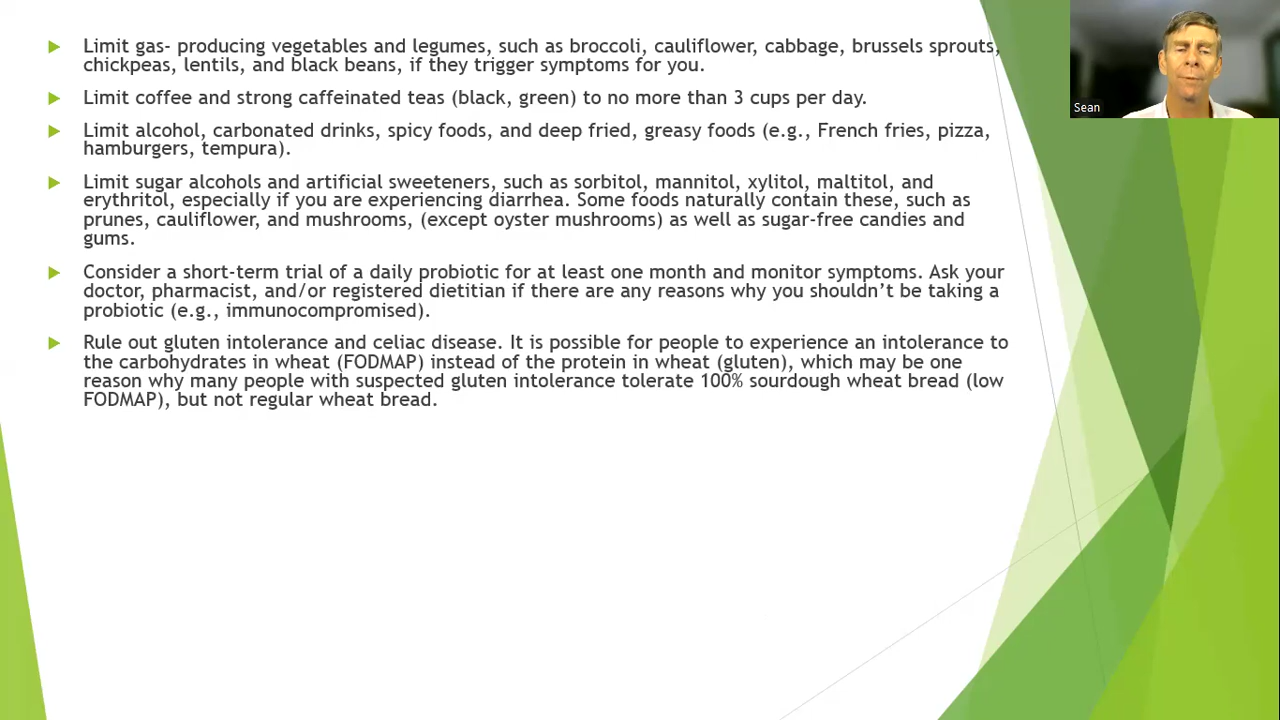 Limit gas- producing vegetables and legumes, such as broccoli, cauliflower, cabbage, brussels sprouts,
chickpeas, lentils, and black beans, if they trigger symptoms for you.
Limit coffee and strong caffeinated teas (black, green) to no more than 3 cups per day.
Limit alcohol, carbonated drinks, spicy foods, and deep fried, greasy foods (e.g., French fries, pizza,
hamburgers, tempura).
Limit sugar alcohols and artificial sweeteners, such as sorbitol, mannitol, xylitol, maltitol, and
erythritol, especially if you are experiencing diarrhea. Some foods naturally contain these, such as
prunes, cauliflower, and mushrooms, (except oyster mushrooms) as well as sugar-free candies and
gums.
Consider a short-term trial of a daily probiotic for at least one month and monitor symptoms. Ask your
doctor, pharmacist, and/or registered dietitian if there are any reasons why you shouldn’t be taking a
probiotic (e.g., immunocompromised).
Rule out gluten intolerance and celiac disease. It is possible for people to experience an intolerance to
the carbohydrates in wheat (FODMAP) instead of the protein in wheat (gluten), which may be one
reason why many people with suspected gluten intolerance tolerate 100% sourdough wheat bread (low
FODMAP), but not regular wheat bread.
Sean